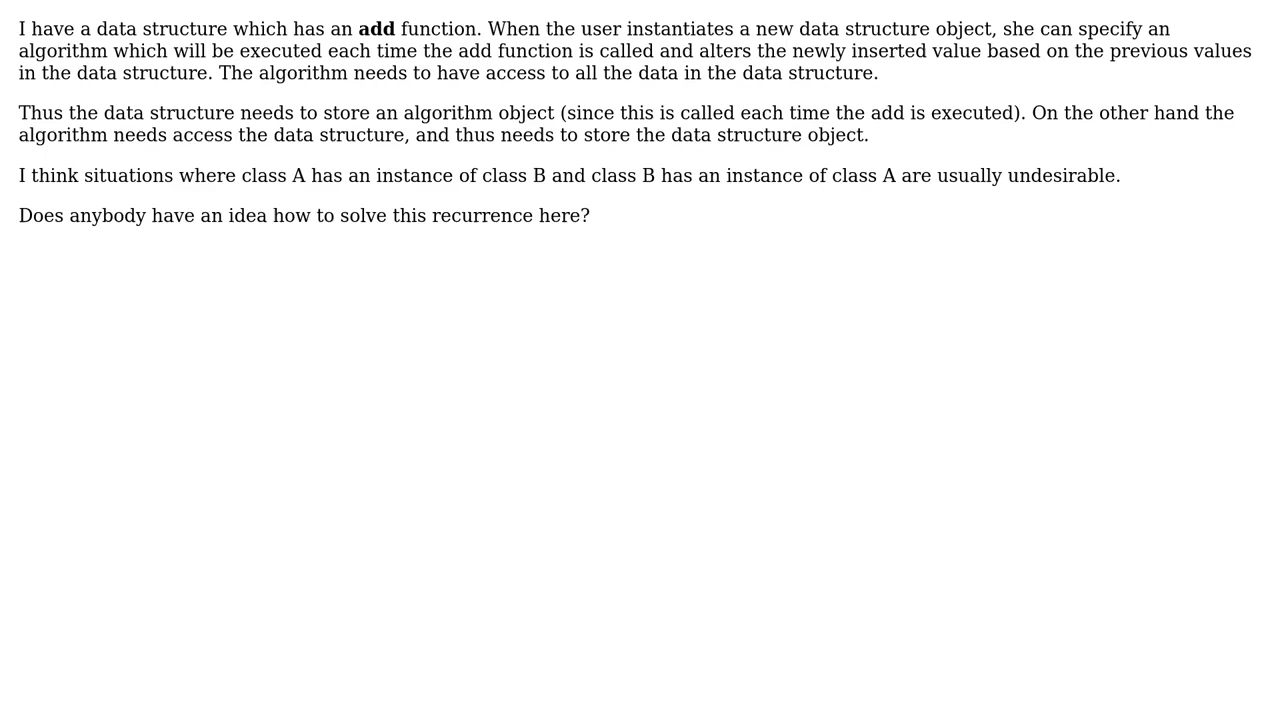 I have a data structure which has an add function. When the user instantiates a new data structure object, she can specify an
algorithm which will be executed each time the add function is called and alters the newly inserted value based on the previous values
in the data structure. The algorithm needs to have access to all the data in the data structure.
Thus the data structure needs to store an algorithm object (since this is called each time the add is executed). On the other hand the
algorithm needs access the data structure, and thus needs to store the data structure object.
I think situations where class A has an instance of class B and class B has an instance of class A are usually undesirable.
Does anybody have an idea how to solve this recurrence here?